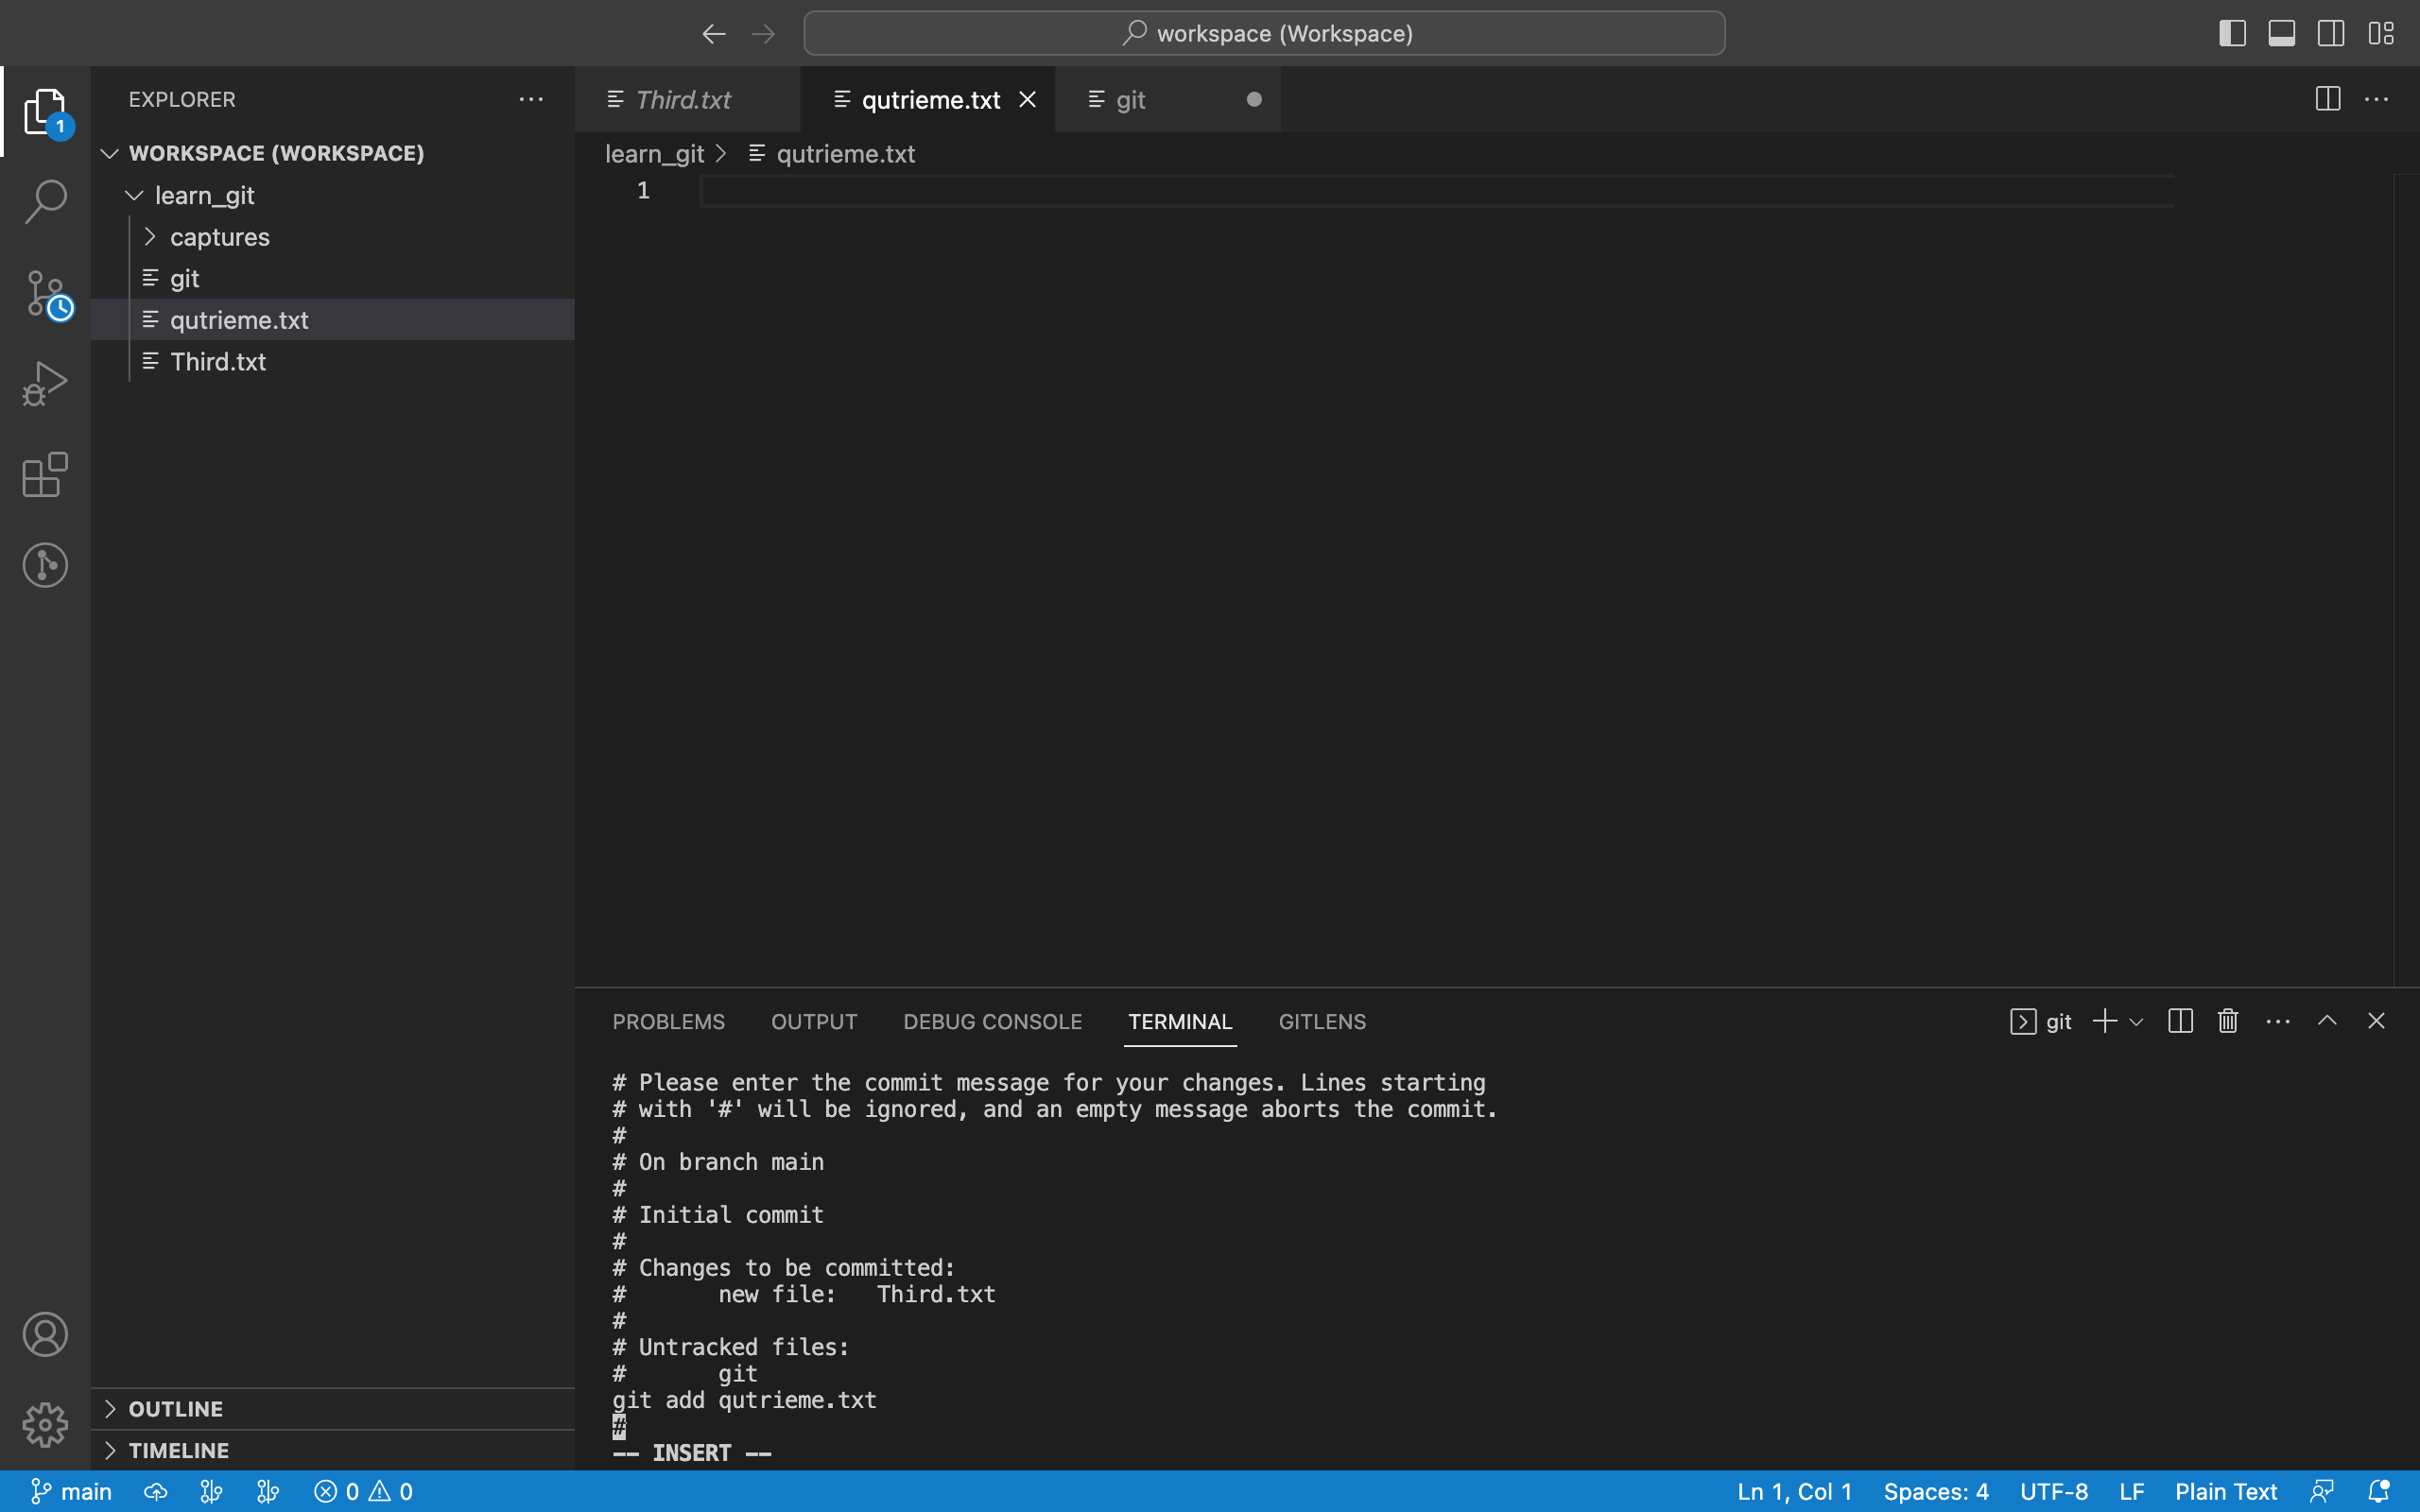 workspace (Workspace)
EXPLORER
1
WORKSPACE (WORKSPACE)
learn_git
captures
git
qutrieme.txt
Third.txt
Third.txt
qutrieme.txt
git
learn_git
qutrieme.txt
1
PROBLEMS
OUTPUT
DEBUG CONSOLE
TERMINAL
GITLENS
git
# Please enter the commit message for your changes. Lines starting
# with '#' will be ignored, and an empty message aborts the commit.
#
# On branch main
#
# Initial commit
#
# Changes to be committed:
#       new file:   Third.txt
#
# Untracked files:
#       git
git add qutrieme.txt
#
-- INSERT --
OUTLINE
TIMELINE
main
0
0
Ln 1, Col 1
Spaces: 4
UTF-8
LF
Plain Text